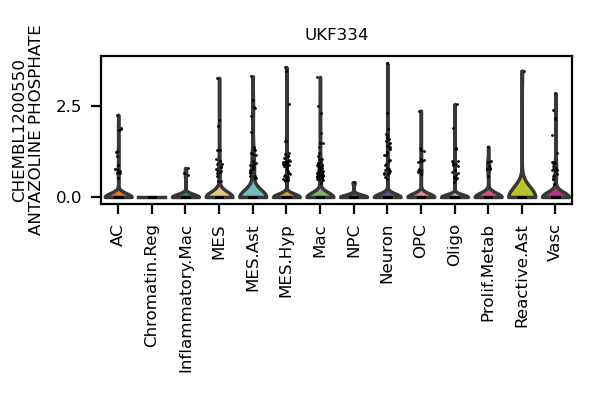 UKF334
CHEMBL1200550
ANTAZOLINE PHOSPHATE
2.5
0.0
AC
Chromatin.Reg
Inflammatory.Mac
MES
MES.Ast
MES.Hyp
Mac
NPC
Neuron
OPC
Oligo
Prolif.Metab
Reactive.Ast
Vasc